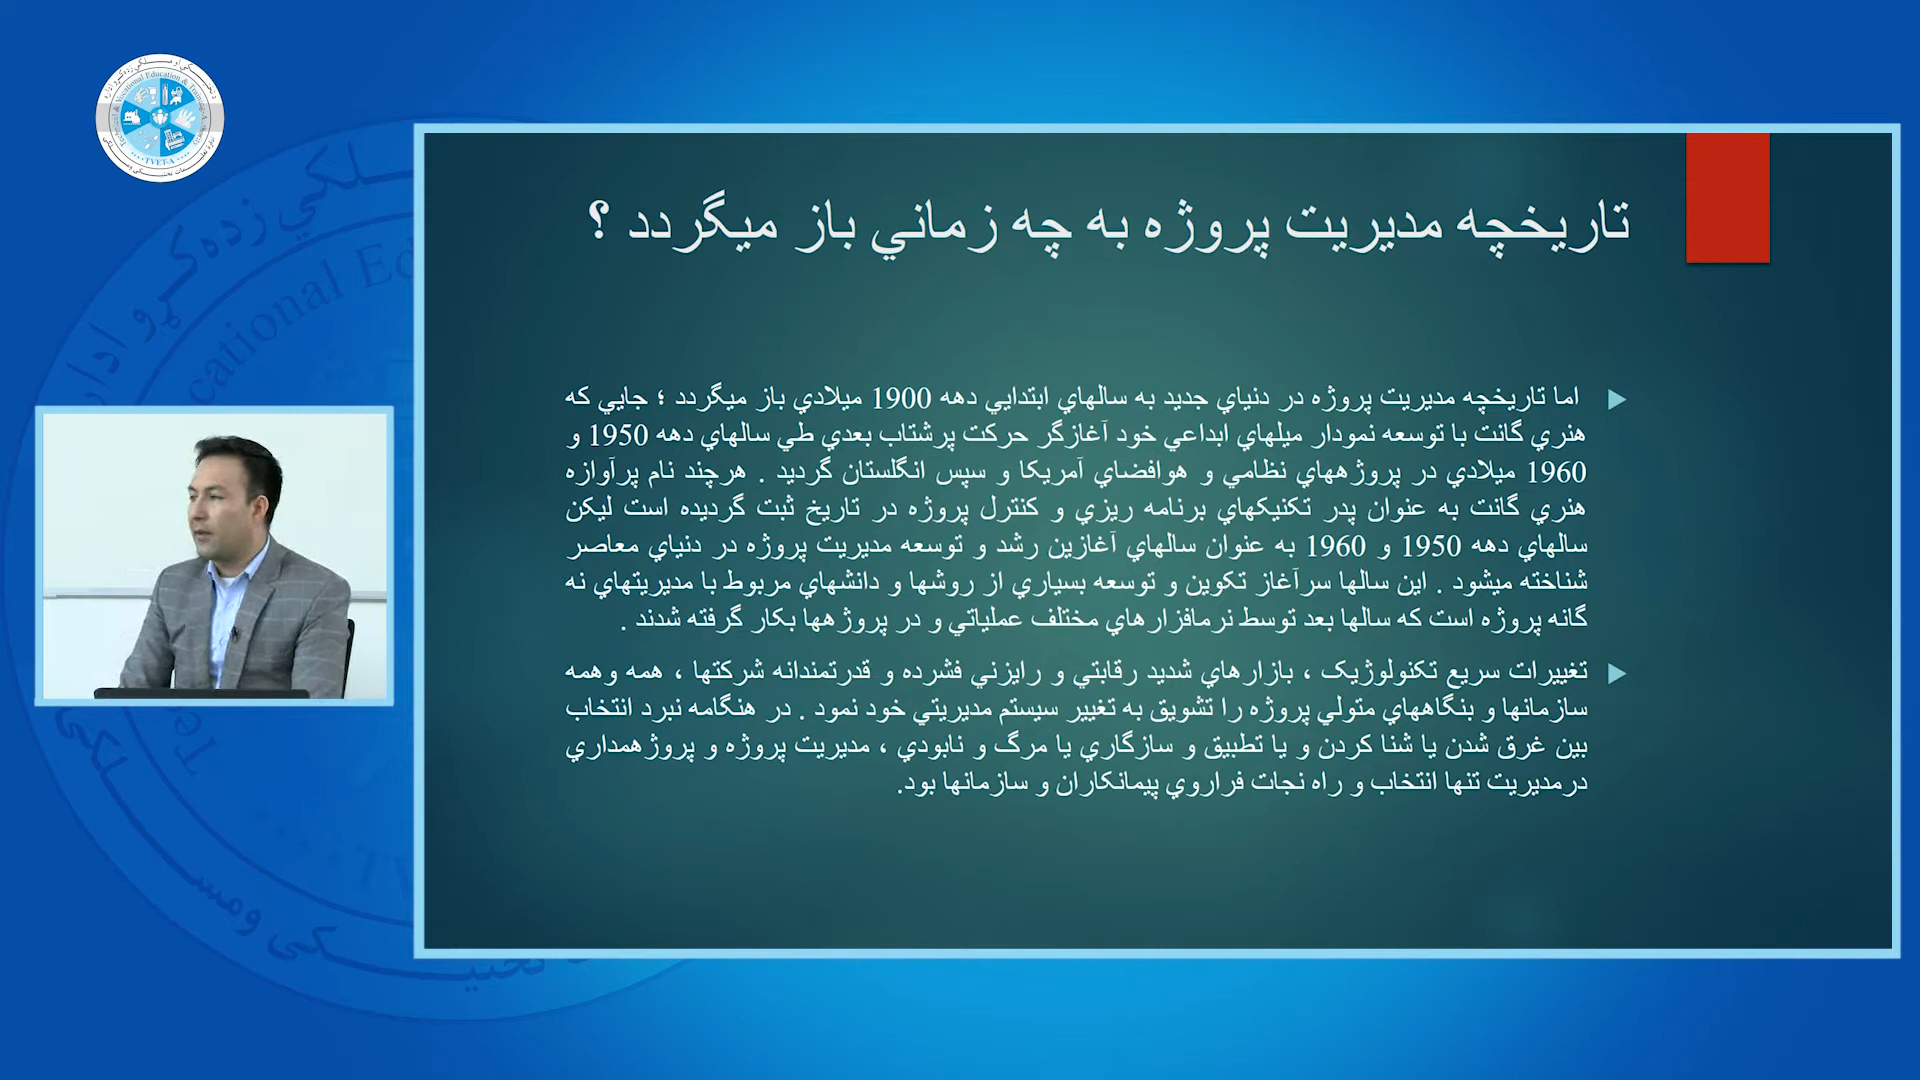 تاريخچه مديريت پروژه به چه زماني باز ميگردد ؟
اما تاريخچه مديريت پروژه در دنياي جديد به سالهاي ابتدايي دهه 1900 ميلادي باز ميگردد ؛ جايي که
هنري گانت با توسعه نمودار ميلهاي ابداعي خود آغازگر حرکت پرشتاب بعدي طي سالهاي دهه 1950 و
1960 ميلادي در پروژههاي نظامي و هوافضاي آمريکا و سپس انگلستان گرديد . هرچند نام پرآوازه
هنري گانت به عنوان پدر تکنيکهاي برنامه ريزي و کنترل پروژه در تاريخ ثبت گرديده است ليکن
سالهاي دهه 1950 و 1960 به عنوان سالهاي آغازين رشد و توسعه مديريت پروژه در دنياي معاصر
شناخته ميشود . اين سالها سرآغاز تکوين و توسعه بسياري از روشها و دانشهاي مربوط با مديريتهاي نه
گانه پروژه است که سالها بعد توسط نرمافزارهاي مختلف عملياتي و در پروژهها بکار گرفته شدند .
تغييرات سريع تکنولوژيک ، بازارهاي شديد رقابتي و رايزني فشرده و قدرتمندانه شرکتها ، همه وهمه
سازمانها و بنگاههاي متولي پروژه را تشويق به تغيير سيستم مديريتي خود نمود . در هنگامه نبرد انتخاب
بين غرق شدن يا شنا کردن و يا تطبيق و سازگاري يا مرگ و نابودي ، مديريت پروژه و پروژهمداري
درمديريت تنها انتخاب و راه نجات فراروي پيمانکاران و سازمانها بود.
TVET-A